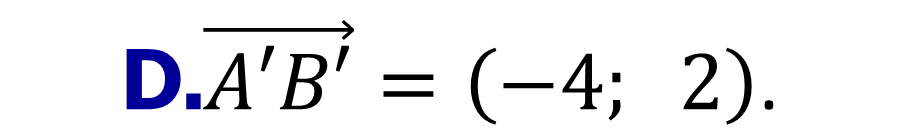 D. $\overrightarrow{A'B'} = (-4; \ 2).$